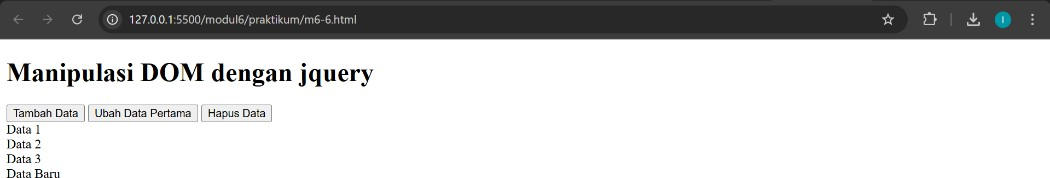 127.0.0.1:5500/modul6/praktikum/m6-6.html
I
Manipulasi DOM dengan jquery
Tambah Data Ubah Data Pertama Hapus Data
Data 1
Data 2
Data 3
Data Baru